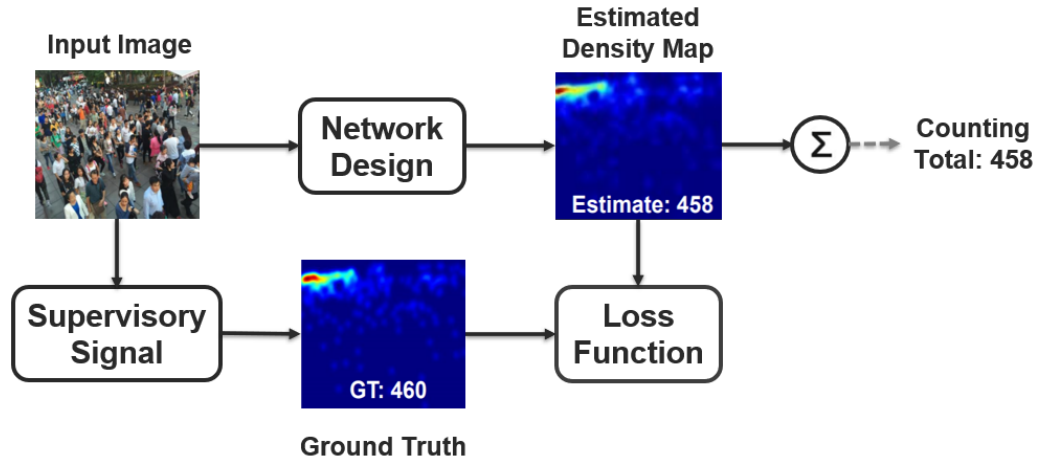 Input Image
Network
Design
Estimated
Density Map
Estimate: 458
Σ
Counting
Total: 458
Supervisory
Signal
GT: 460
Ground Truth
Loss
Function